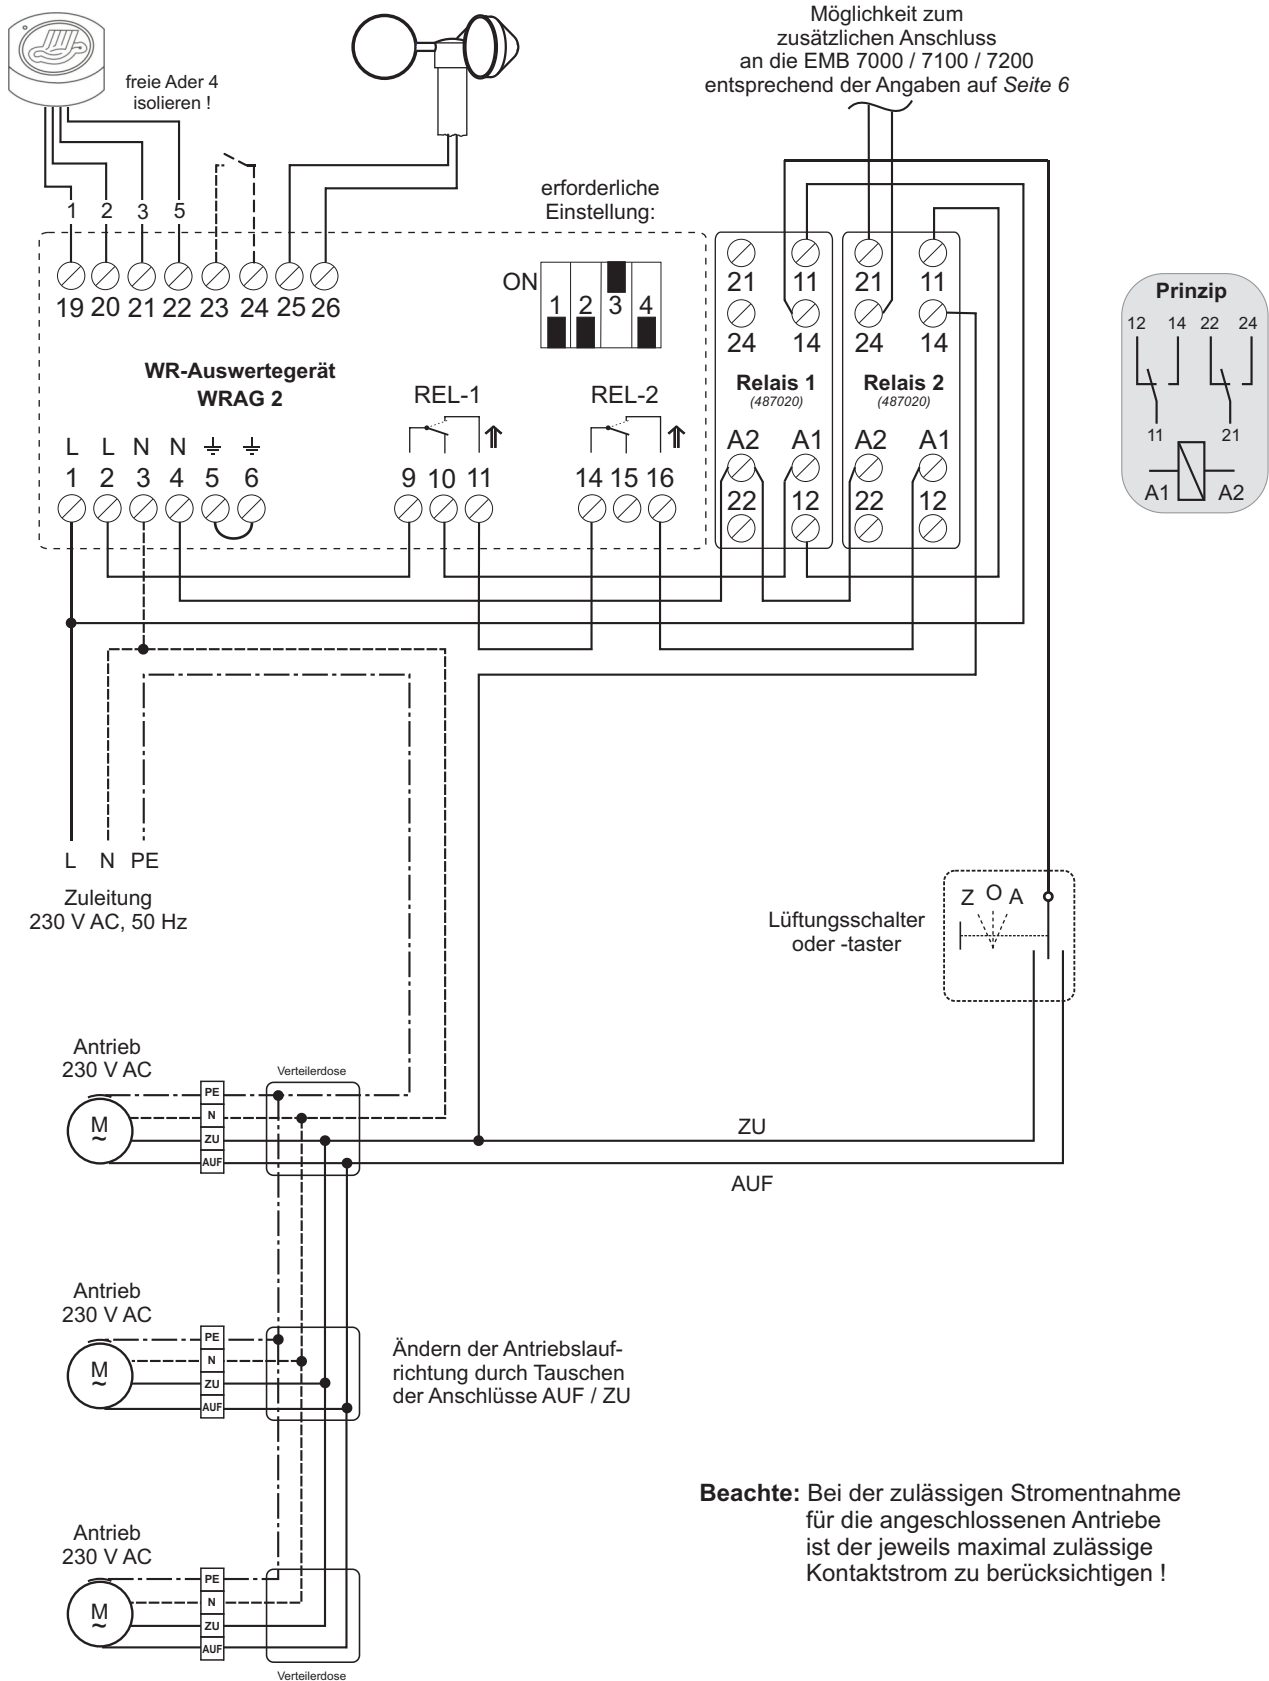 Möglichkeit zum
zusätzlichen Anschluss
an die EMB 7000 / 7100 / 7200
entsprechend der Angaben auf Seite 6
freie Ader 4
isolieren !
erforderliche
Einstellung:
1 2 3 5
19 20 21 22 23 24 25 26
ON
1 2 3 4
WR-Auswertegerät
WRAG 2
REL-1
REL-2
L L N N
1 2 3 4 5 6
9 10 11
14 15 16
21 11
24 14
Relais 1
(487020)
A2 A1
22 12
21 11
24 14
Relais 2
(487020)
A2 A1
22 12
Prinzip
12 14 22 24
11 21
A1 A2
L N PE
Zuleitung
230 V AC, 50 Hz
Lüftungsschalter
oder -taster
Z O A
Antrieb
230 V AC
M
~
PE
N
ZU
AUF
Verteilerdose
ZU
AUF
Antrieb
230 V AC
M
~
PE
N
ZU
AUF
Ändern der Antriebslauf-
richtung durch Tauschen
der Anschlüsse AUF / ZU
Antrieb
230 V AC
M
~
PE
N
ZU
AUF
Verteilerdose
Beachte: Bei der zulässigen Stromentnahme
für die angeschlossenen Antriebe
ist der jeweils maximal zulässige
Kontaktstrom zu berücksichtigen !